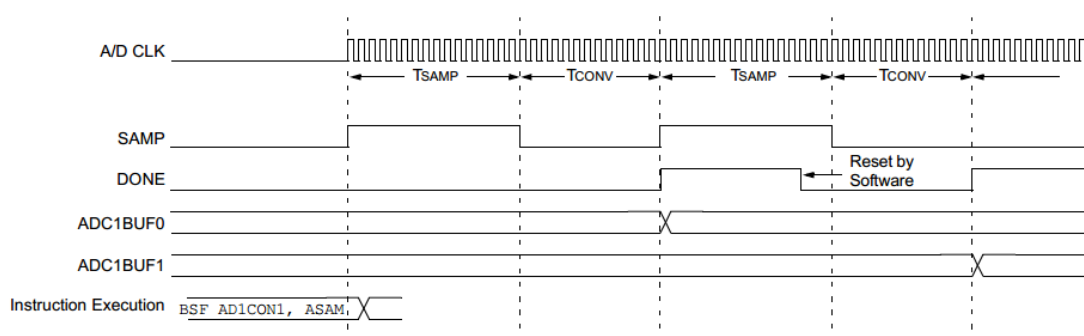 A/D CLK
TSAMP TCONV TSAMP TCONV
SAMP
DONE
Reset by
Software
ADC1BUF0
ADC1BUF1
Instruction Execution BSF AD1CON1, ASAM